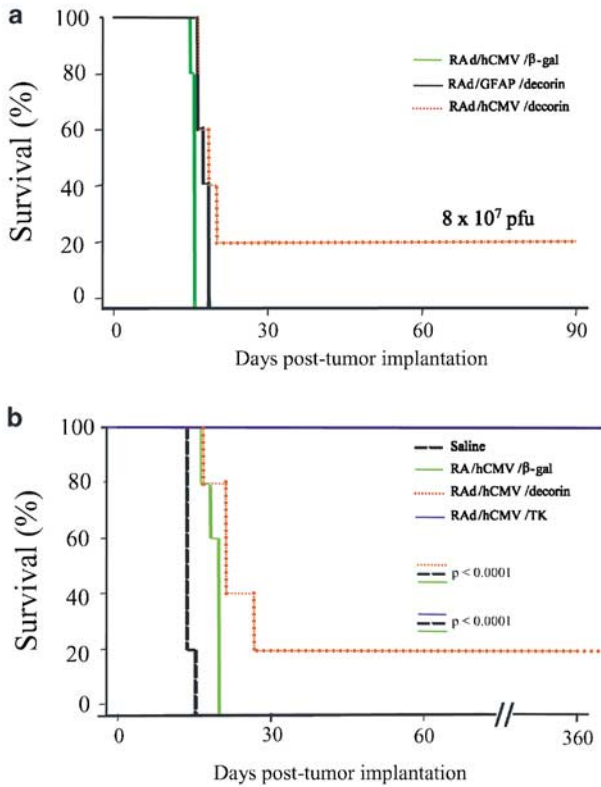 a
100
80
60
40
20
0
Survival (%)
RAd/hCMV/β-gal
RAd/GFAP/decorin
RAd/hCMV/decorin
8 x 10⁷ pfu
0 30 60 90
Days post-tumor implantation
b
100
80
60
40
20
0
Survival (%)
Saline
RA/hCMV/β-gal
RAd/hCMV/decorin
RAd/hCMV/TK
p < 0.0001
p < 0.0001
0 30 60 360
Days post-tumor implantation